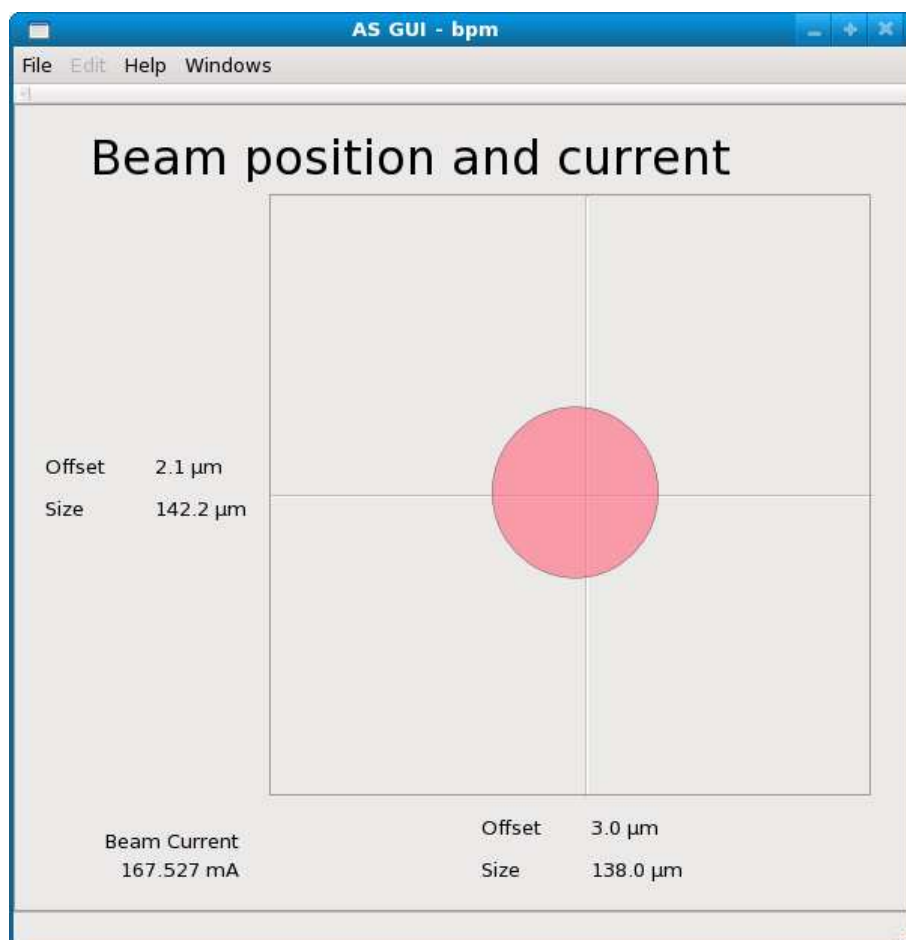 AS GUI - bpm
File Edit Help Windows
Beam position and current
Offset 2.1 µm
Size 142.2 µm
Offset 3.0 µm
Size 138.0 µm
Beam Current
167.527 mA